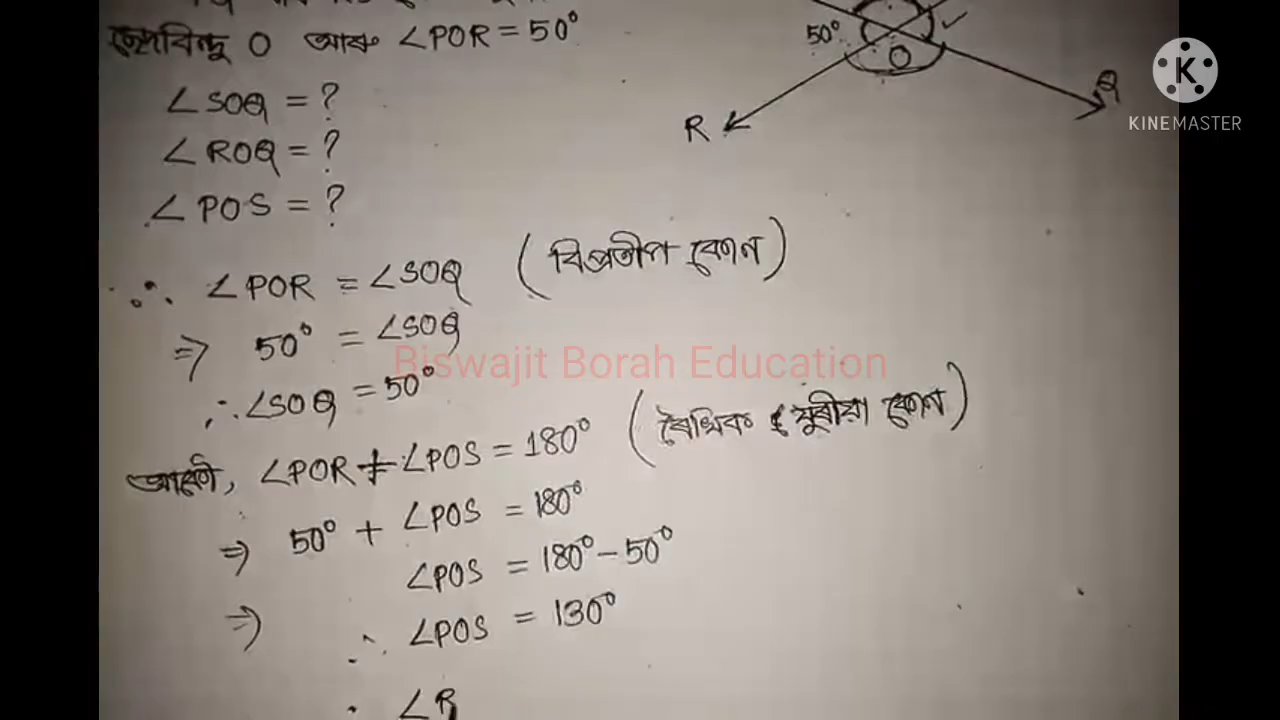 ছেদবিন্দু O আৰু ∠POR = 50°
∠SOQ = ?
∠ROQ = ?
∠POS = ?
50°
O
R
Q
KINEMASTER
∴ ∠POR = ∠SOQ (বিপ্ৰতীপ কোণ)
⇒ 50° = ∠SOQ
∴ ∠SOQ = 50°
Biswajit Borah Education
আকৌ, ∠POR + ∠POS = 180° (ৰৈখিক যুৰীয়া কোণ)
⇒ 50° + ∠POS = 180°
⇒ ∠POS = 180° - 50°
∴ ∠POS = 130°
∴ ∠R